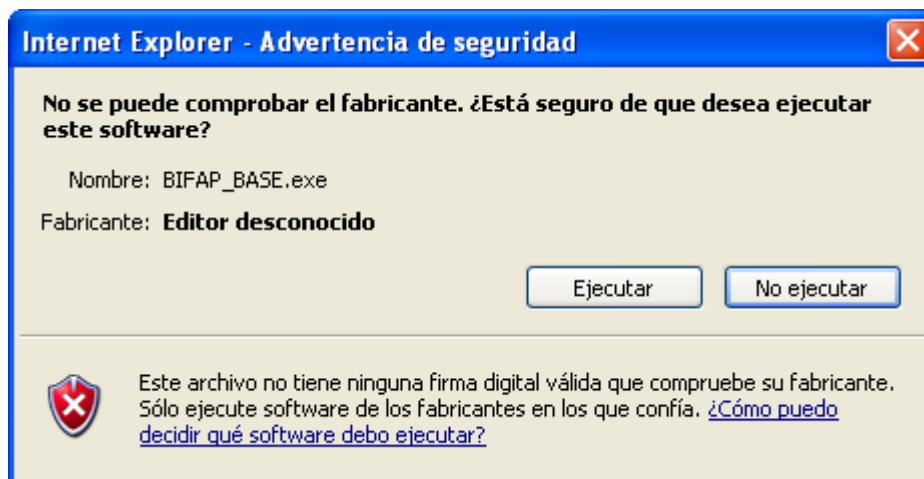 Internet Explorer - Advertencia de seguridad
No se puede comprobar el fabricante. ¿Está seguro de que desea ejecutar
este software?
Nombre: BIFAP_BASE.exe
Fabricante: Editor desconocido
Ejecutar No ejecutar
Este archivo no tiene ninguna firma digital válida que compruebe su fabricante.
Sólo ejecute software de los fabricantes en los que confía. ¿Cómo puedo
decidir qué software debo ejecutar?